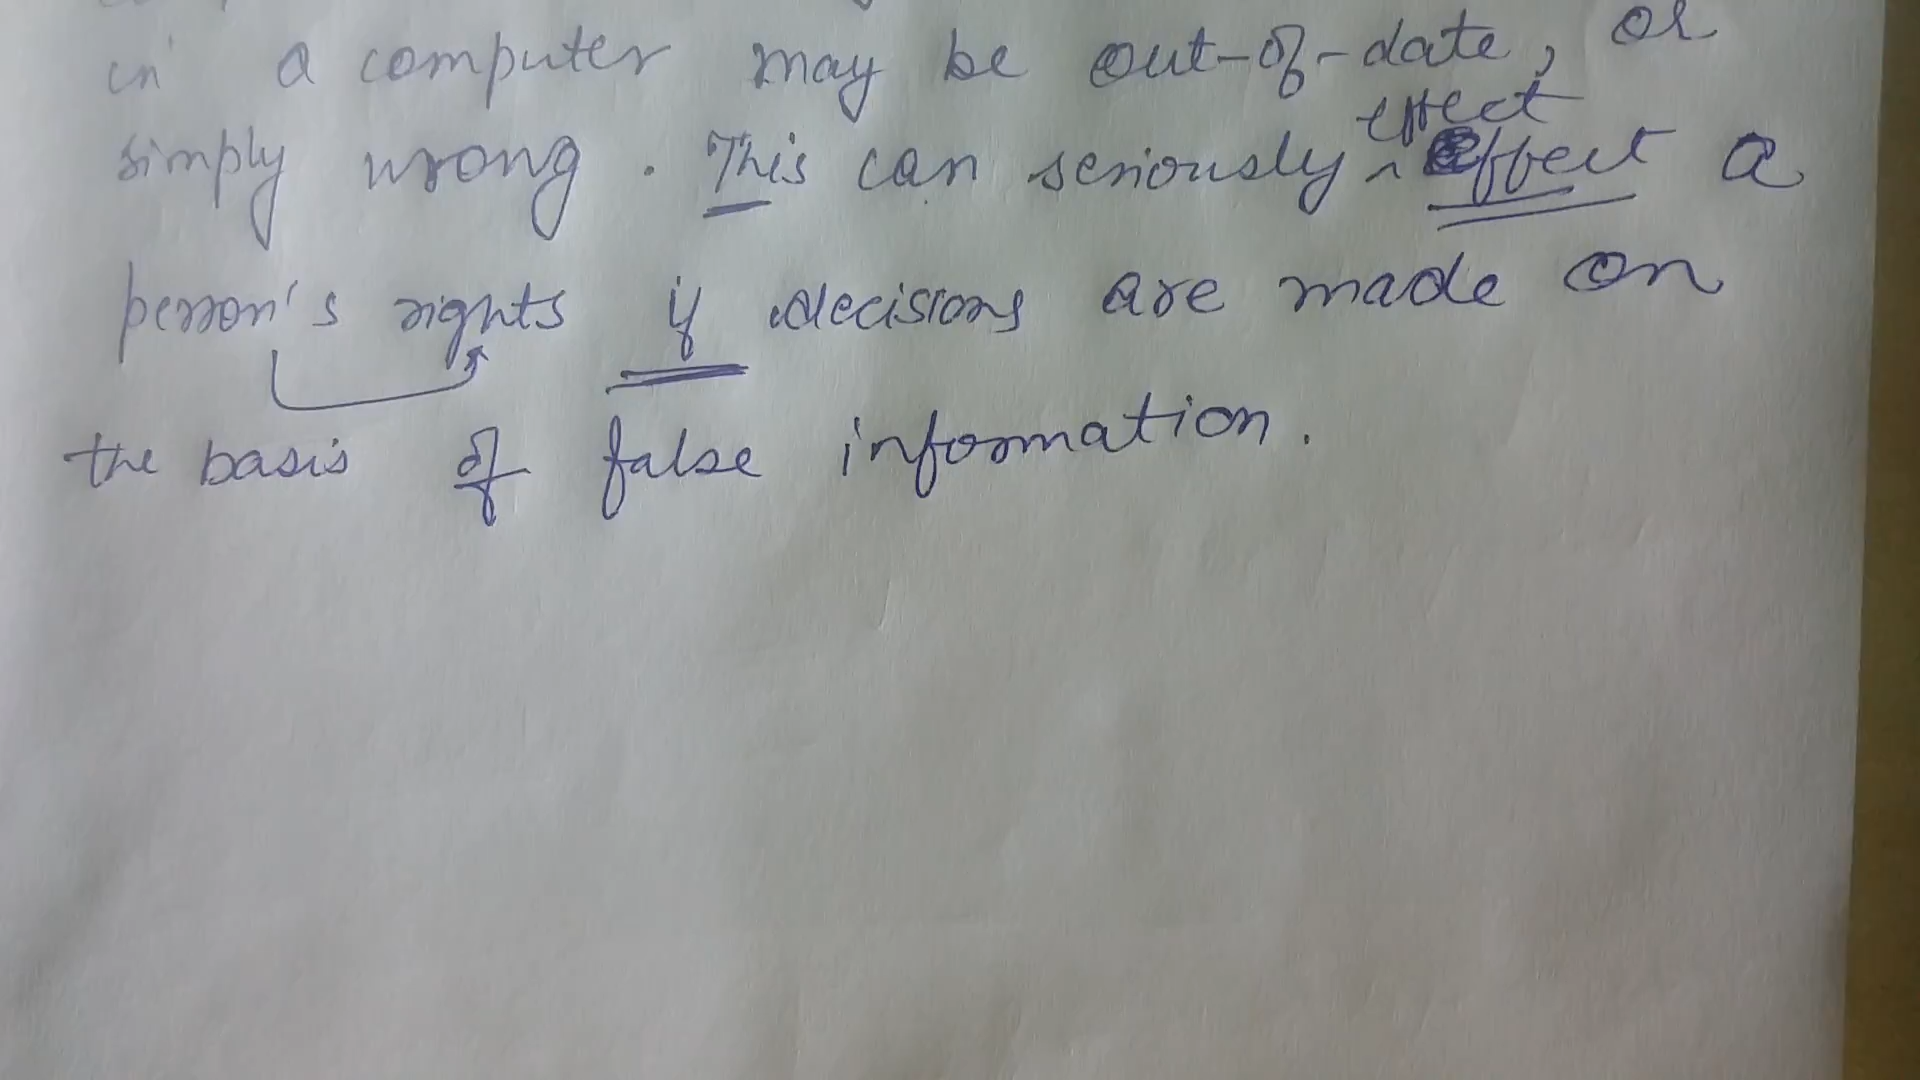 in a computer may be out-of-date, or
effect
simply wrong. This can seriously ^ effect a
person's rights if decisions are made on
the basis of false information.